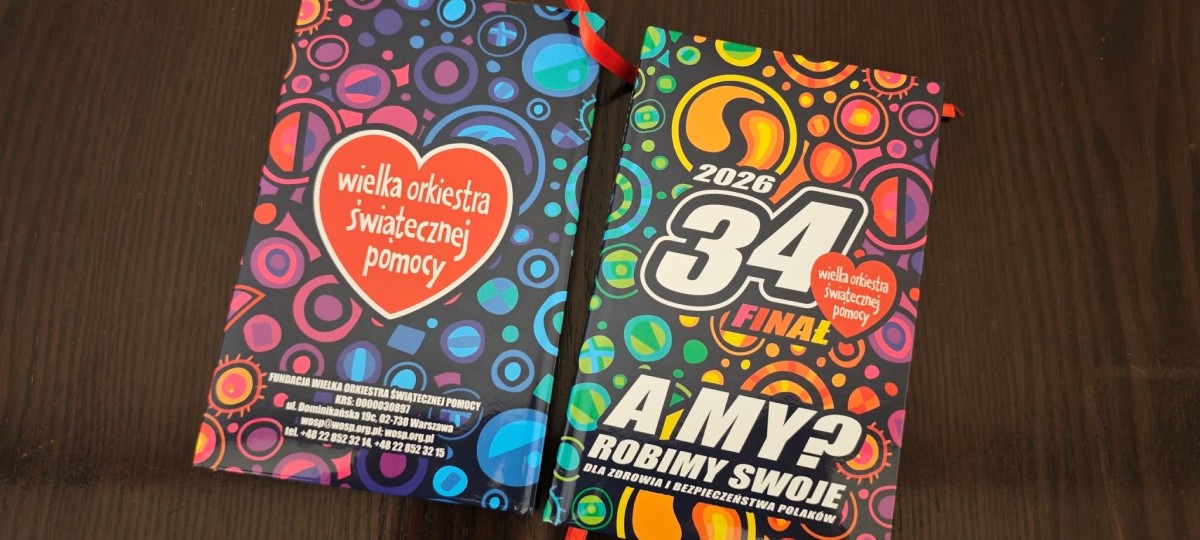 wielka orkiestra
świątecznej
pomocy
FUNDACJA WIELKA ORKIESTRA ŚWIĄTECZNEJ POMOCY
KRS: 0000030897
ul. Dominikańska 19c, 02-738 Warszawa
wosp@wosp.org.pl; wosp.org.pl
tel. +48 22 852 32 14, +48 22 852 32 15
2026
34
FINAŁ
wielka orkiestra
świątecznej
pomocy
A MY?
ROBIMY SWOJE
DLA ZDROWIA I BEZPIECZEŃSTWA POLAKÓW